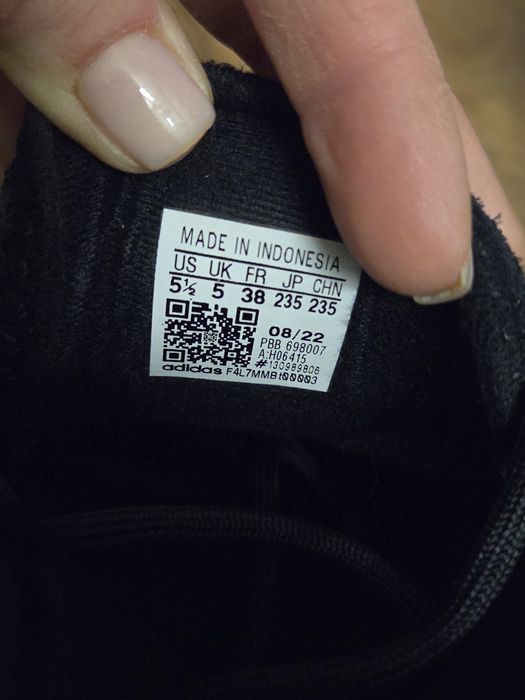 MADE IN INDONESIA
US UK FR JP CHN
5½ 5 38 235 235
08/22
PBB 698007
A:H06415
#130989806
adidas F4L7MMBt00003